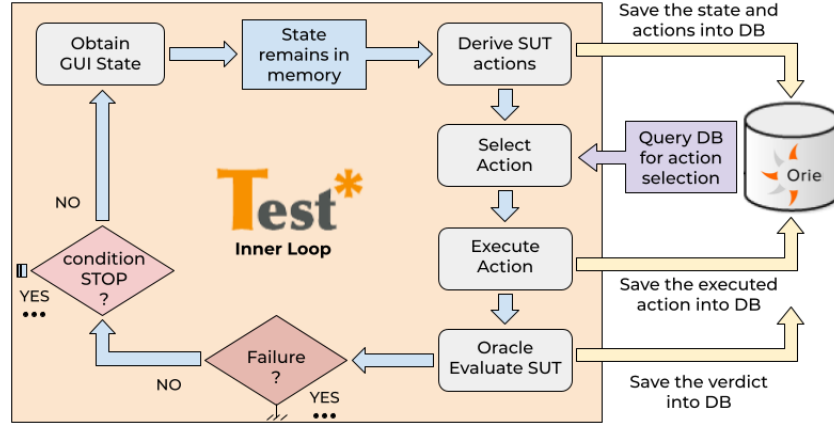 Obtain
GUI State
State
remains in
memory
Derive SUT
actions
Save the state and
actions into DB
Select
Action
Query DB
for action
selection
Orie
Test*
Inner Loop
NO
condition
STOP
?
YES
•••
Execute
Action
Save the executed
action into DB
Failure
?
NO
YES
•••
Oracle
Evaluate SUT
Save the verdict
into DB